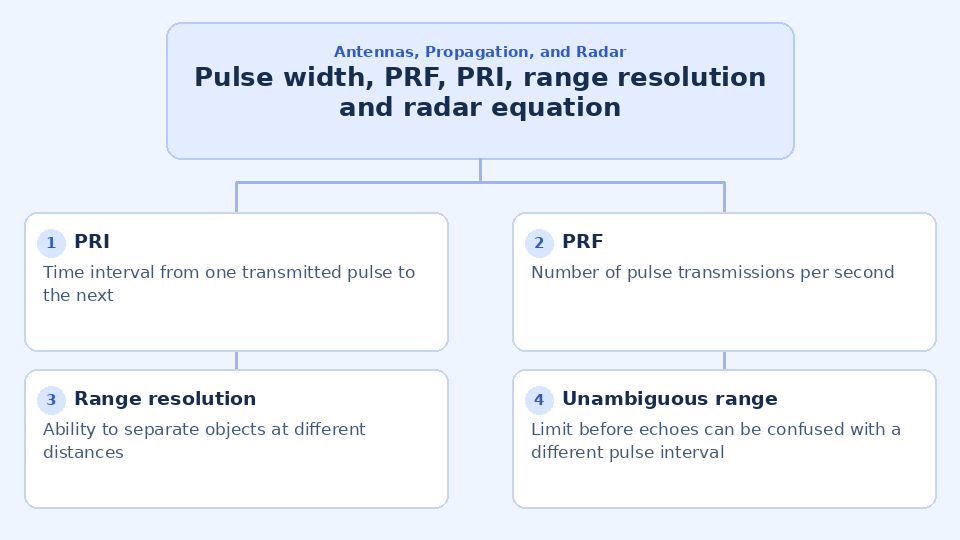 Antennas, Propagation, and Radar
Pulse width, PRF, PRI, range resolution
and radar equation
1 PRI
Time interval from one transmitted pulse to
the next
2 PRF
Number of pulse transmissions per second
3 Range resolution
Ability to separate objects at different
distances
4 Unambiguous range
Limit before echoes can be confused with a
different pulse interval